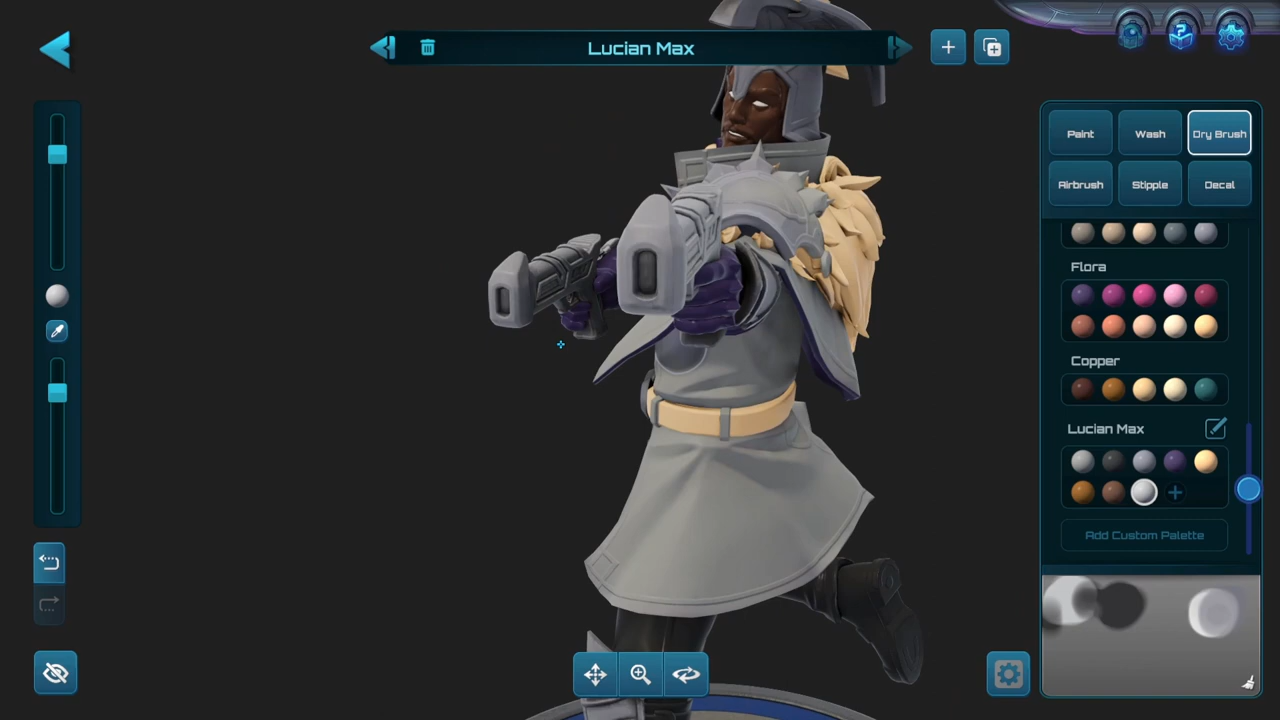 Lucian Max
Paint
Wash
Dry Brush
Airbrush
Stipple
Decal
Flora
Copper
Lucian Max
Add Custom Palette